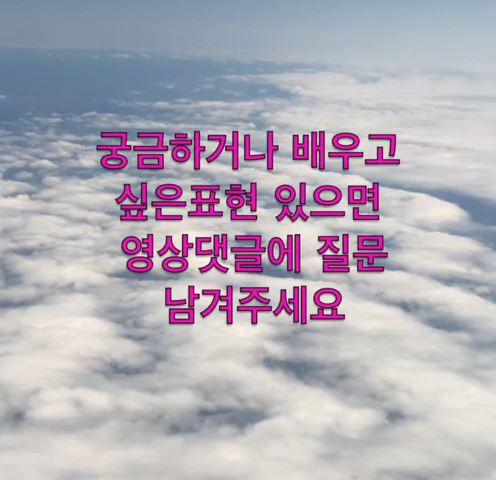 궁금하거나 배우고
싶은표현 있으면
영상댓글에 질문
남겨주세요